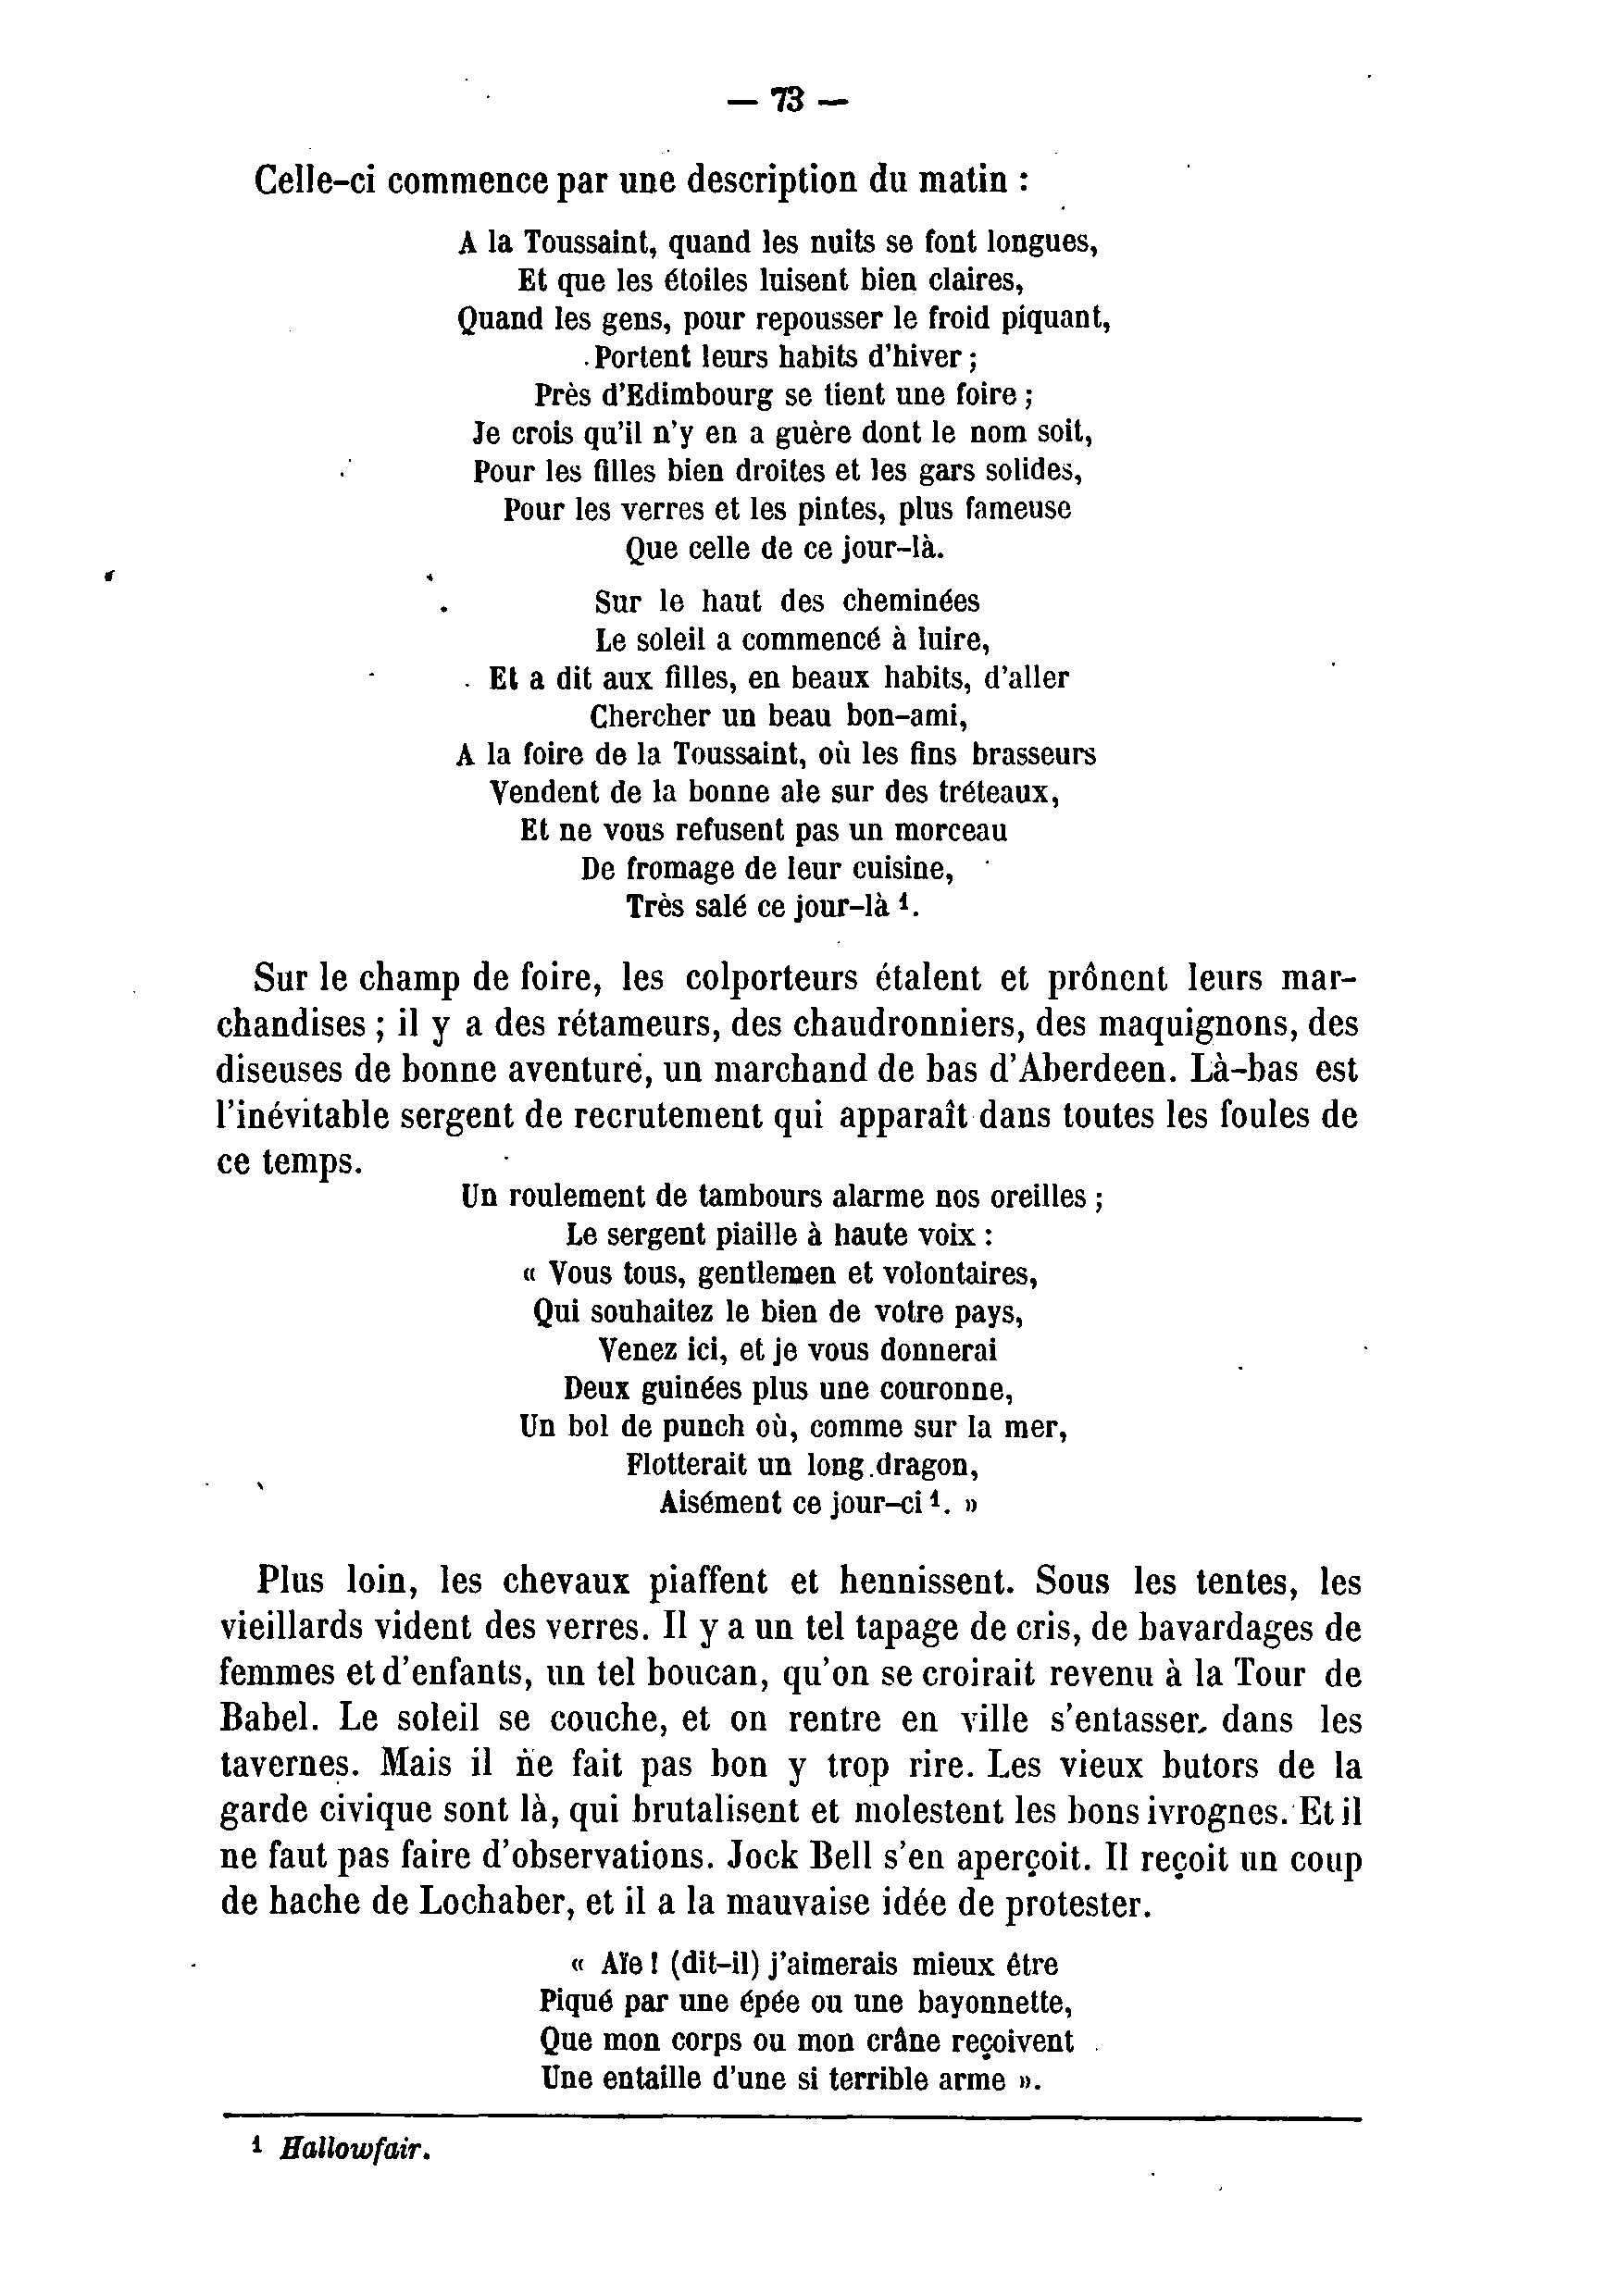 — 73 —
Celle-ci commence par une description du matin :
A la Toussaint, quand les nuits se font longues,
Et que les étoiles luisent bien claires,
Quand les gens, pour repousser le froid piquant,
Portent leurs habits d'hiver ;
Près d'Edimbourg se tient une foire ;
Je crois qu'il n'y en a guère dont le nom soit,
Pour les filles bien droites et les gars solides,
Pour les verres et les pintes, plus fameuse
Que celle de ce jour-là.
Sur le haut des cheminées
Le soleil a commencé à luire,
Et a dit aux filles, en beaux habits, d'aller
Chercher un beau bon-ami,
A la foire de la Toussaint, où les fins brasseurs
Vendent de la bonne ale sur des tréteaux,
Et ne vous refusent pas un morceau
De fromage de leur cuisine,
Très salé ce jour-là ¹.
Sur le champ de foire, les colporteurs étalent et prônent leurs mar-
chandises ; il y a des rétameurs, des chaudronniers, des maquignons, des
diseuses de bonne aventure, un marchand de bas d'Aberdeen. Là-bas est
l'inévitable sergent de recrutement qui apparaît dans toutes les foules de
ce temps.
Un roulement de tambours alarme nos oreilles ;
Le sergent piaille à haute voix :
« Vous tous, gentlemen et volontaires,
Qui souhaitez le bien de votre pays,
Venez ici, et je vous donnerai
Deux guinées plus une couronne,
Un bol de punch où, comme sur la mer,
Flotterait un long dragon,
Aisément ce jour-ci ¹. »
Plus loin, les chevaux piaffent et hennissent. Sous les tentes, les
vieillards vident des verres. Il y a un tel tapage de cris, de bavardages de
femmes et d'enfants, un tel boucan, qu'on se croirait revenu à la Tour de
Babel. Le soleil se couche, et on rentre en ville s'entasser dans les
tavernes. Mais il ne fait pas bon y trop rire. Les vieux butors de la
garde civique sont là, qui brutalisent et molestent les bons ivrognes. Et il
ne faut pas faire d'observations. Jock Bell s'en aperçoit. Il reçoit un coup
de hache de Lochaber, et il a la mauvaise idée de protester.
« Aïe ! (dit-il) j'aimerais mieux être
Piqué par une épée ou une bayonnette,
Que mon corps ou mon crâne reçoivent
Une entaille d'une si terrible arme ».
¹ Hallowfair.